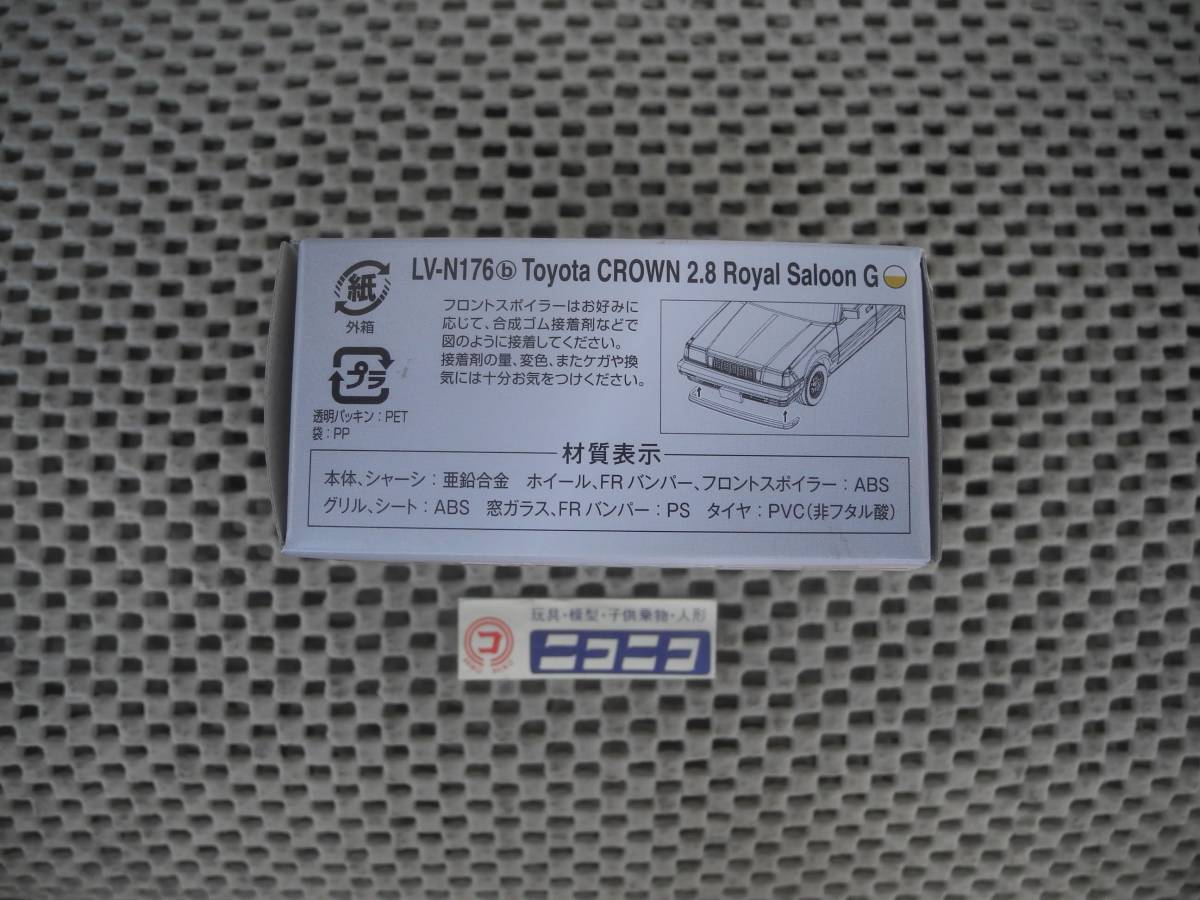 LV-N176ⓑ Toyota CROWN 2.8 Royal Saloon G
紙
外箱
プラ
透明パッキン:PET
袋:PP
フロントスポイラーはお好みに
応じて、合成ゴム接着剤などで
図のように接着してください。
接着剤の量、変色、またケガや換
気には十分お気をつけください。
材質表示
本体、シャーシ:亜鉛合金 ホイール、FRバンパー、フロントスポイラー:ABS
グリル、シート:ABS 窓ガラス、FRバンパー:PS タイヤ:PVC(非フタル酸)
玩具・模型・子供乗物・人形
コ
ニコニコ